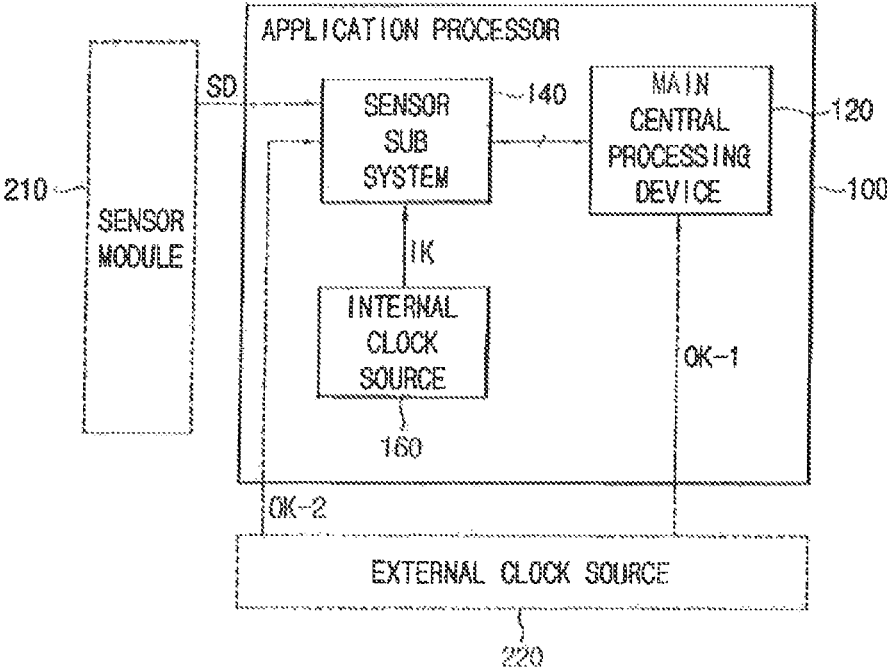 APPLICATION PROCESSOR
SD
SENSOR
SUB
SYSTEM
140
MAIN
CENTRAL
PROCESSING
DEVICE
120
210
SENSOR
MODULE
100
IK
INTERNAL
CLOCK
SOURCE
160
OK-1
OK-2
EXTERNAL CLOCK SOURCE
220